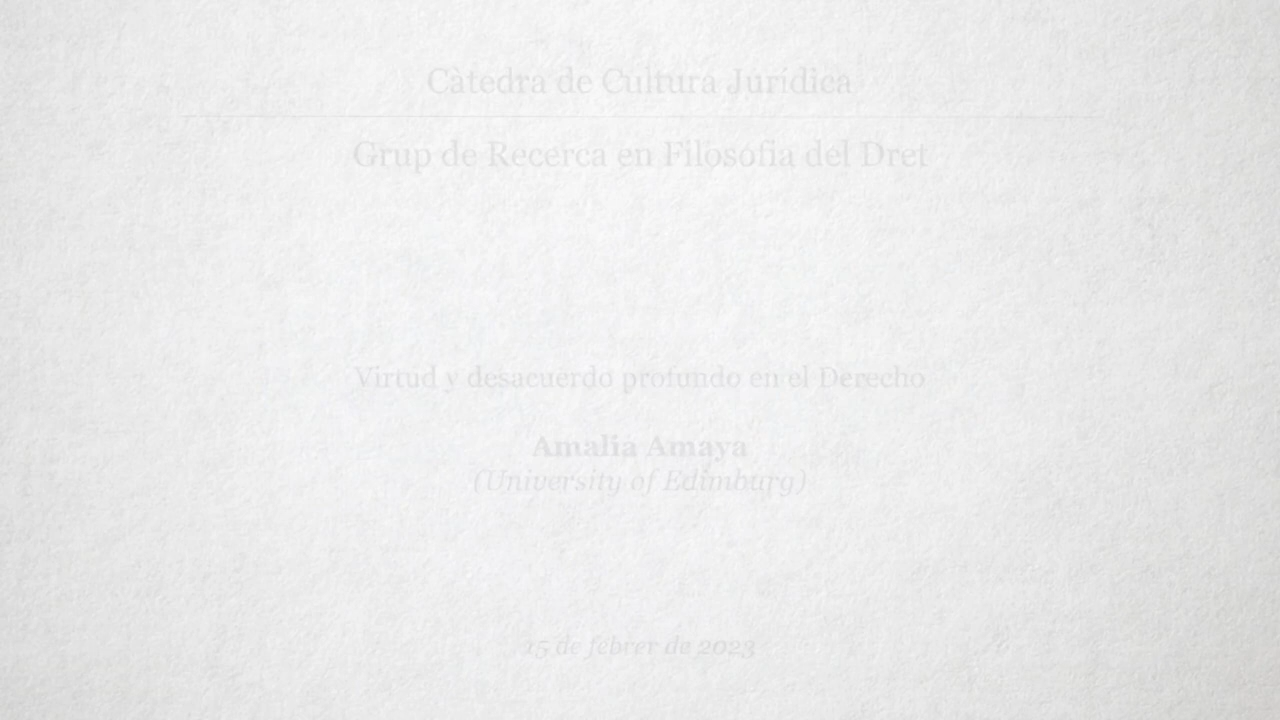 Càtedra de Cultura Jurídica
Grup de Recerca en Filosofia del Dret
Virtud y desacuerdo profundo en el Derecho
Amalia Amaya
(University of Edimburg)
15 de febrer de 2023